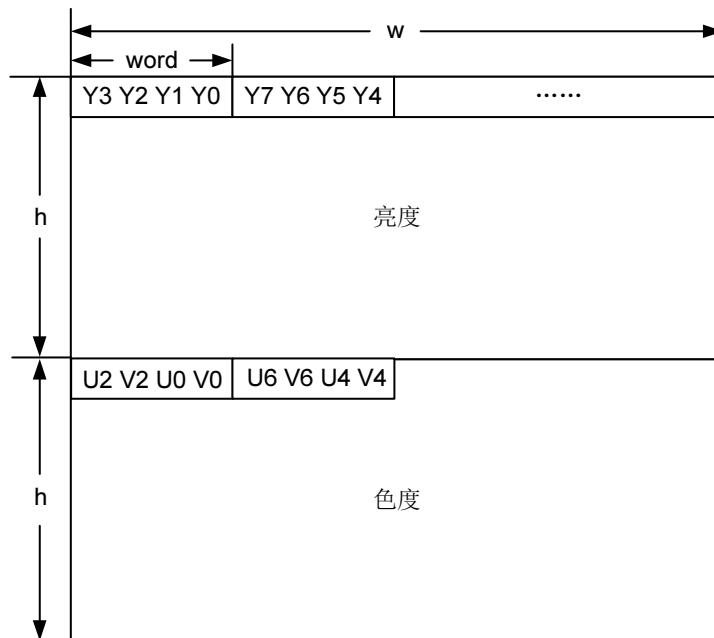 w
word
Y3 Y2 Y1 Y0 Y7 Y6 Y5 Y4 ……
h
亮度
U2 V2 U0 V0 U6 V6 U4 V4
h
色度